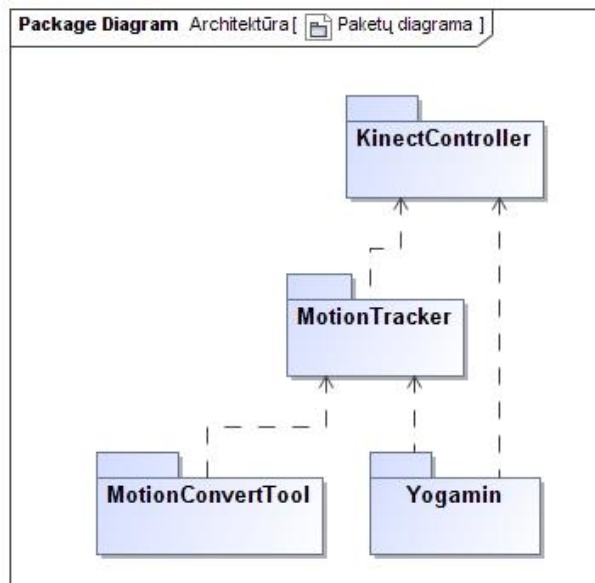 Package Diagram Architektūra [ Paketų diagrama ]
KinectController
MotionTracker
MotionConvertTool
Yogamin